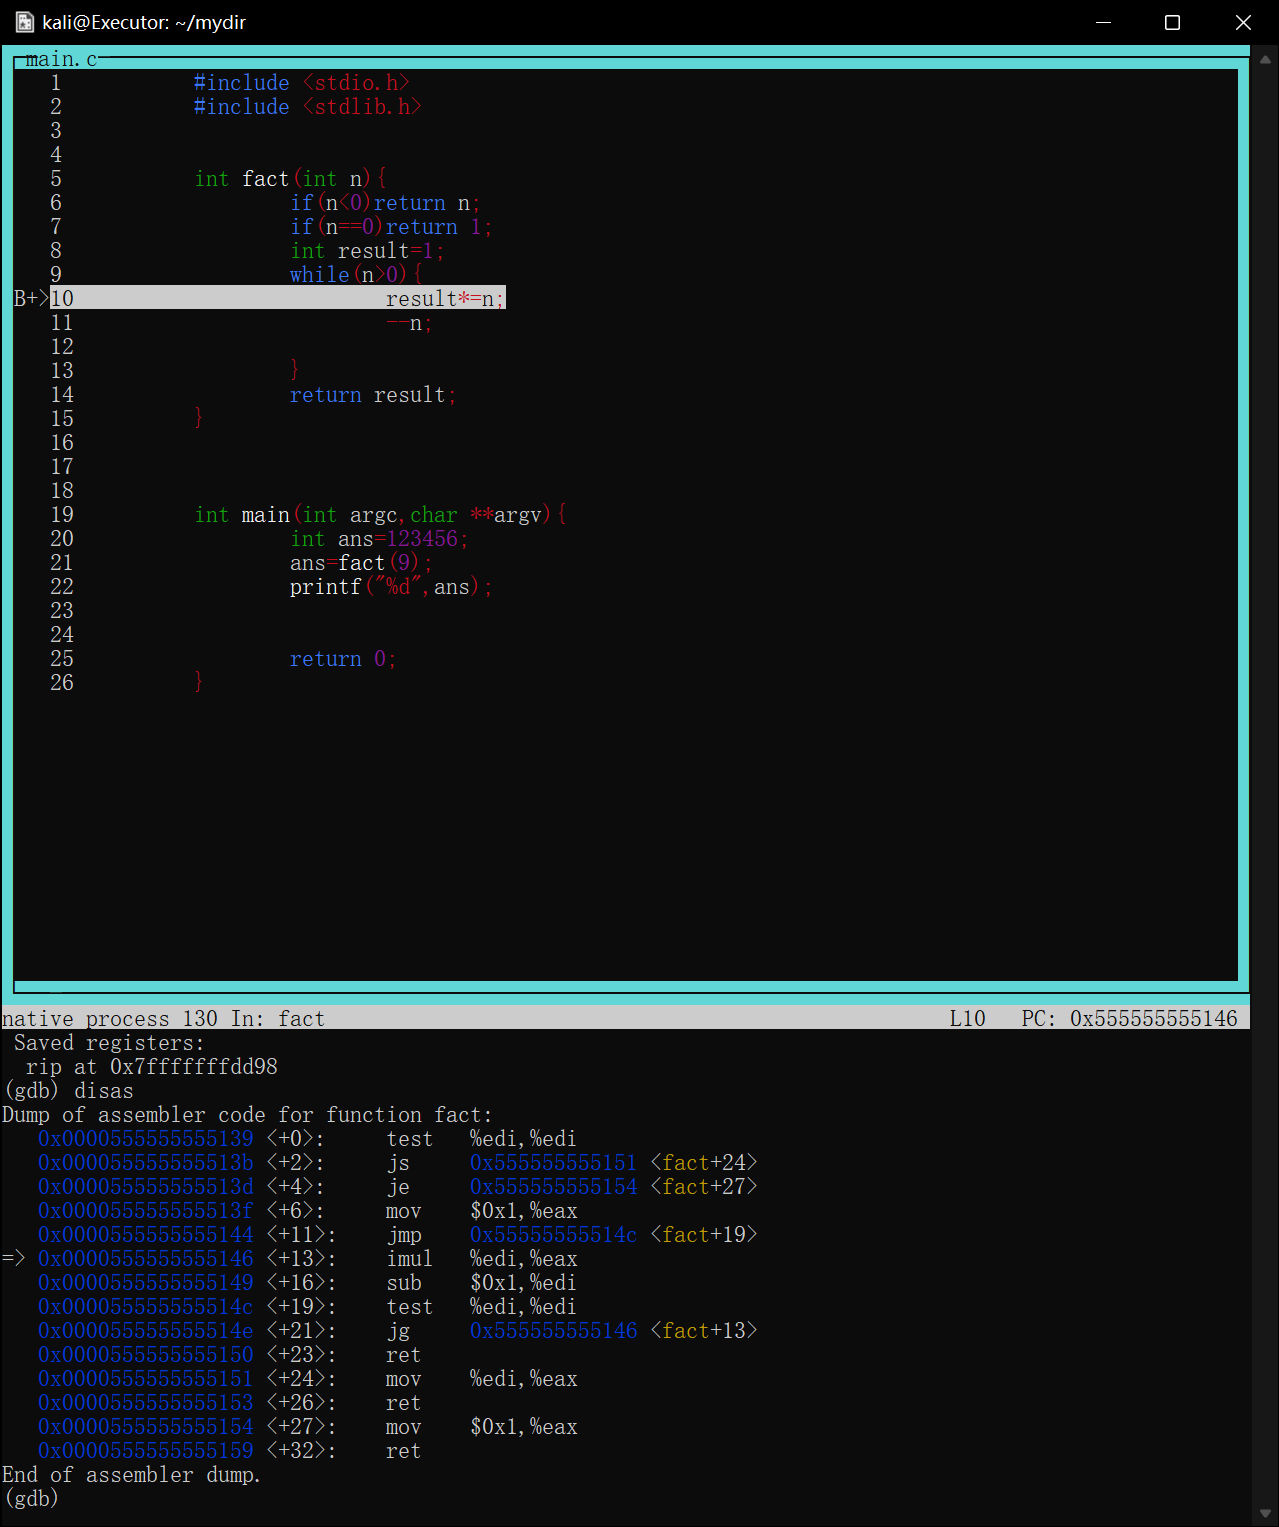 kali@Executor: ~/mydir
main.c
1 #include <stdio.h>
2 #include <stdlib.h>
3
4
5 int fact(int n){
6 if(n<0)return n;
7 if(n==0)return 1;
8 int result=1;
9 while(n>0){
B+>10 result*=n;
11 --n;
12
13 }
14 return result;
15 }
16
17
18
19 int main(int argc,char **argv){
20 int ans=123456;
21 ans=fact(9);
22 printf("%d",ans);
23
24
25 return 0;
26 }
native process 130 In: fact L10 PC: 0x555555555146
Saved registers:
rip at 0x7fffffffdd98
(gdb) disas
Dump of assembler code for function fact:
0x0000555555555139 <+0>: test %edi,%edi
0x000055555555513b <+2>: js 0x555555555151 <fact+24>
0x000055555555513d <+4>: je 0x555555555154 <fact+27>
0x000055555555513f <+6>: mov $0x1,%eax
0x0000555555555144 <+11>: jmp 0x55555555514c <fact+19>
=> 0x0000555555555146 <+13>: imul %edi,%eax
0x0000555555555149 <+16>: sub $0x1,%edi
0x000055555555514c <+19>: test %edi,%edi
0x000055555555514e <+21>: jg 0x555555555146 <fact+13>
0x0000555555555150 <+23>: ret
0x0000555555555151 <+24>: mov %edi,%eax
0x0000555555555153 <+26>: ret
0x0000555555555154 <+27>: mov $0x1,%eax
0x0000555555555159 <+32>: ret
End of assembler dump.
(gdb)